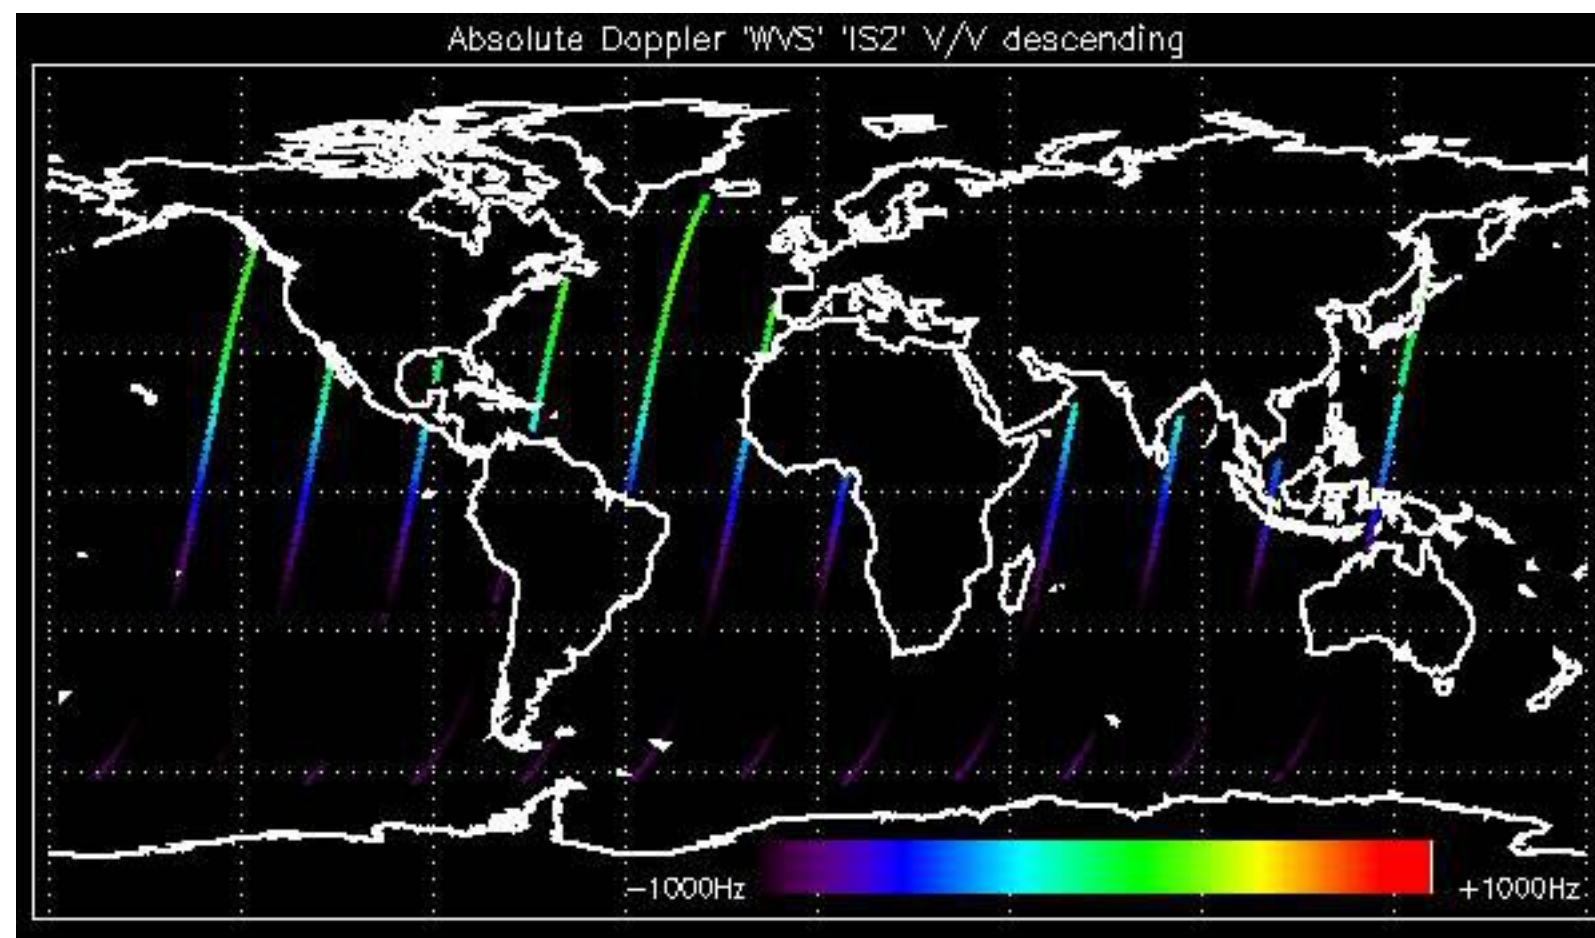 Absolute Doppler 'WVS' 'IS2' V/V descending
−1000Hz
+1000Hz